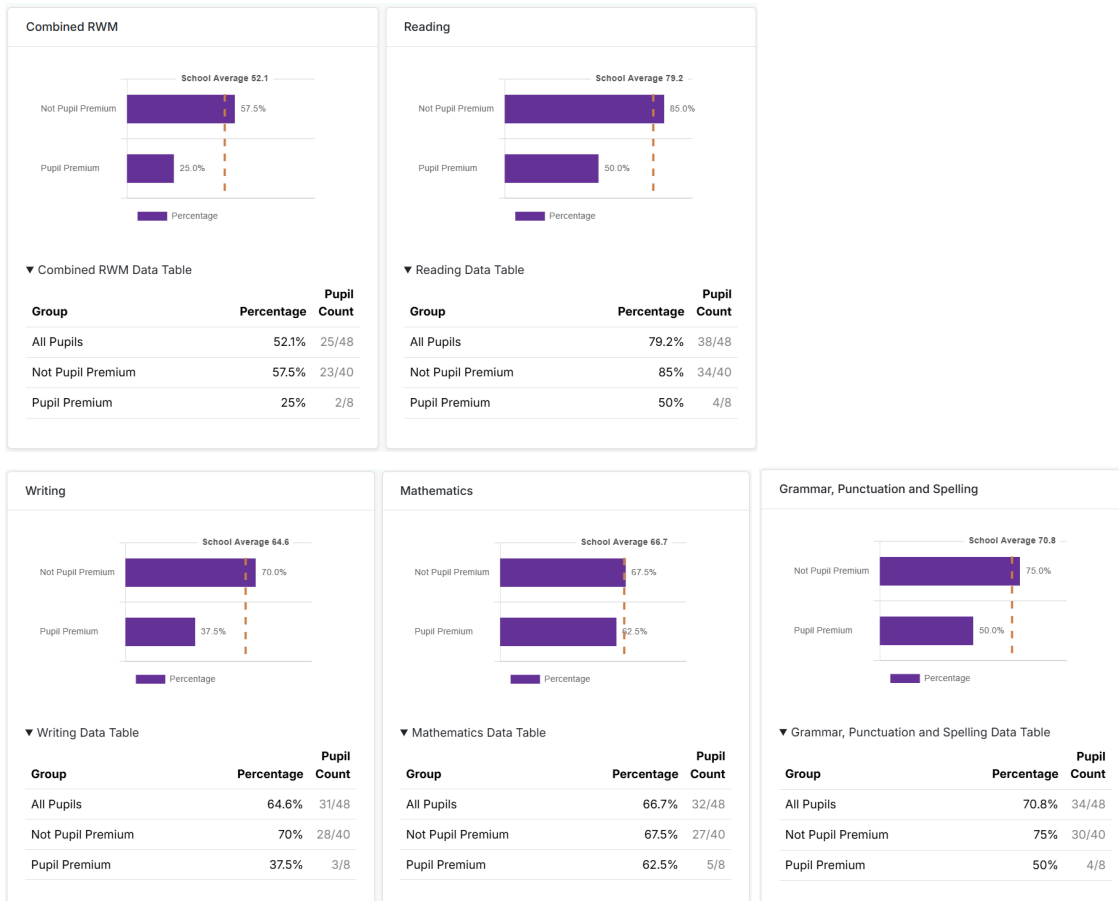 Combined RWM
School Average 52.1
Not Pupil Premium 57.5%
Pupil Premium 25.0%
Percentage
▼ Combined RWM Data Table
Group Percentage Pupil Count
All Pupils 52.1% 25/48
Not Pupil Premium 57.5% 23/40
Pupil Premium 25% 2/8
Reading
School Average 79.2
Not Pupil Premium 85.0%
Pupil Premium 50.0%
Percentage
▼ Reading Data Table
Group Percentage Pupil Count
All Pupils 79.2% 38/48
Not Pupil Premium 85% 34/40
Pupil Premium 50% 4/8
Writing
School Average 64.6
Not Pupil Premium 70.0%
Pupil Premium 37.5%
Percentage
▼ Writing Data Table
Group Percentage Pupil Count
All Pupils 64.6% 31/48
Not Pupil Premium 70% 28/40
Pupil Premium 37.5% 3/8
Mathematics
School Average 66.7
Not Pupil Premium 67.5%
Pupil Premium 62.5%
Percentage
▼ Mathematics Data Table
Group Percentage Pupil Count
All Pupils 66.7% 32/48
Not Pupil Premium 67.5% 27/40
Pupil Premium 62.5% 5/8
Grammar, Punctuation and Spelling
School Average 70.8
Not Pupil Premium 75.0%
Pupil Premium 50.0%
Percentage
▼ Grammar, Punctuation and Spelling Data Table
Group Percentage Pupil Count
All Pupils 70.8% 34/48
Not Pupil Premium 75% 30/40
Pupil Premium 50% 4/8